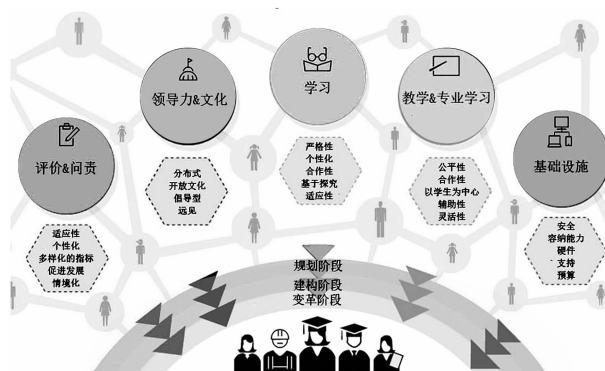 评价&问责
适应性
个性化
多样化的指标
促进发展
情境化
领导力&文化
分布式
开放文化
倡导型
远见
学习
严格性
个性化
合作性
基于探究
适应性
教学&专业学习
公平性
合作性
以学生为中心
辅助性
灵活性
基础设施
安全
容纳能力
硬件
支持
预算
规划阶段
建构阶段
变革阶段